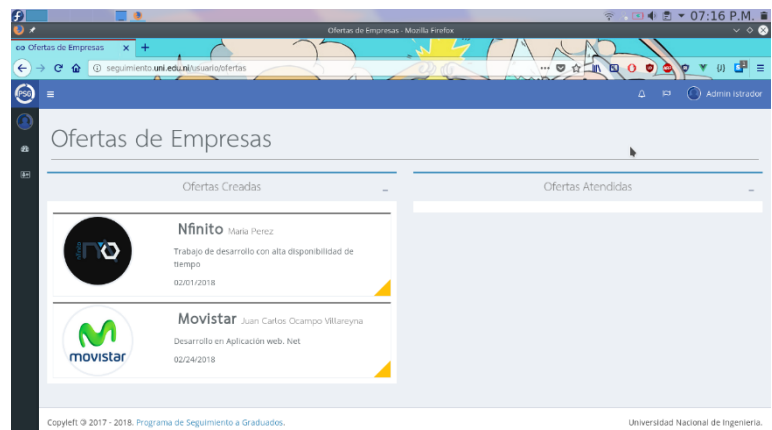 07:16 P.M.
Ofertas de Empresas - Mozilla Firefox
Ofertas de Empresas
seguimiento.uni.edu.ni/usuario/ofertas
PSG
Admin istrador
Ofertas de Empresas
Ofertas Creadas
Ofertas Atendidas
Nfinito Maria Perez
Trabajo de desarrollo con alta disponibilidad de
tiempo
02/01/2018
Movistar Juan Carlos Ocampo Villareyna
movistar
Desarrollo en Aplicación web. Net
02/24/2018
Copyleft © 2017 - 2018. Programa de Seguimiento a Graduados.
Universidad Nacional de Ingeniería.